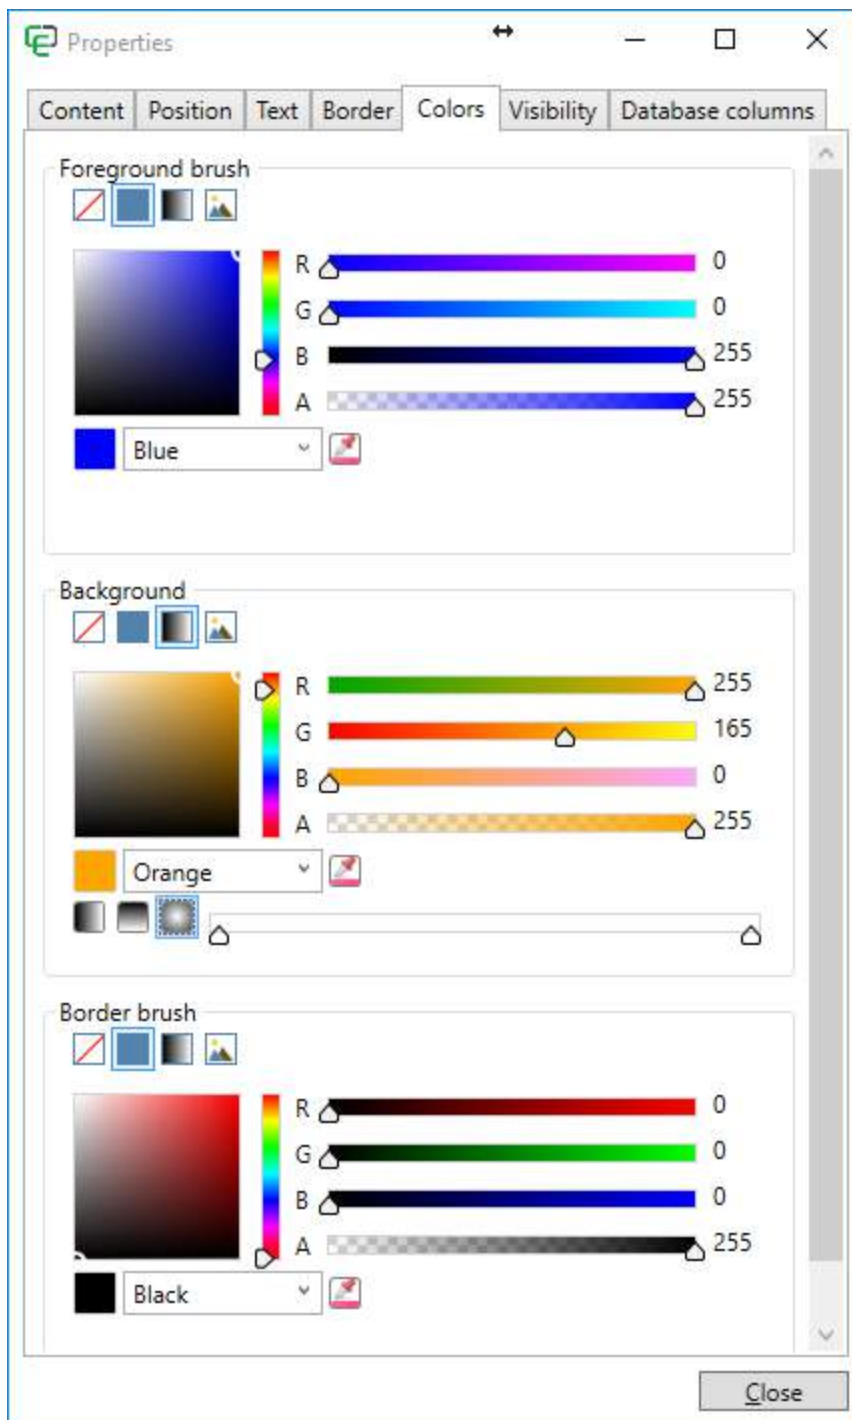 Properties
Content Position Text Border Colors Visibility Database columns
Foreground brush
R 0
G 0
B 255
A 255
Blue
Background
R 255
G 165
B 0
A 255
Orange
Border brush
R 0
G 0
B 0
A 255
Black
Close